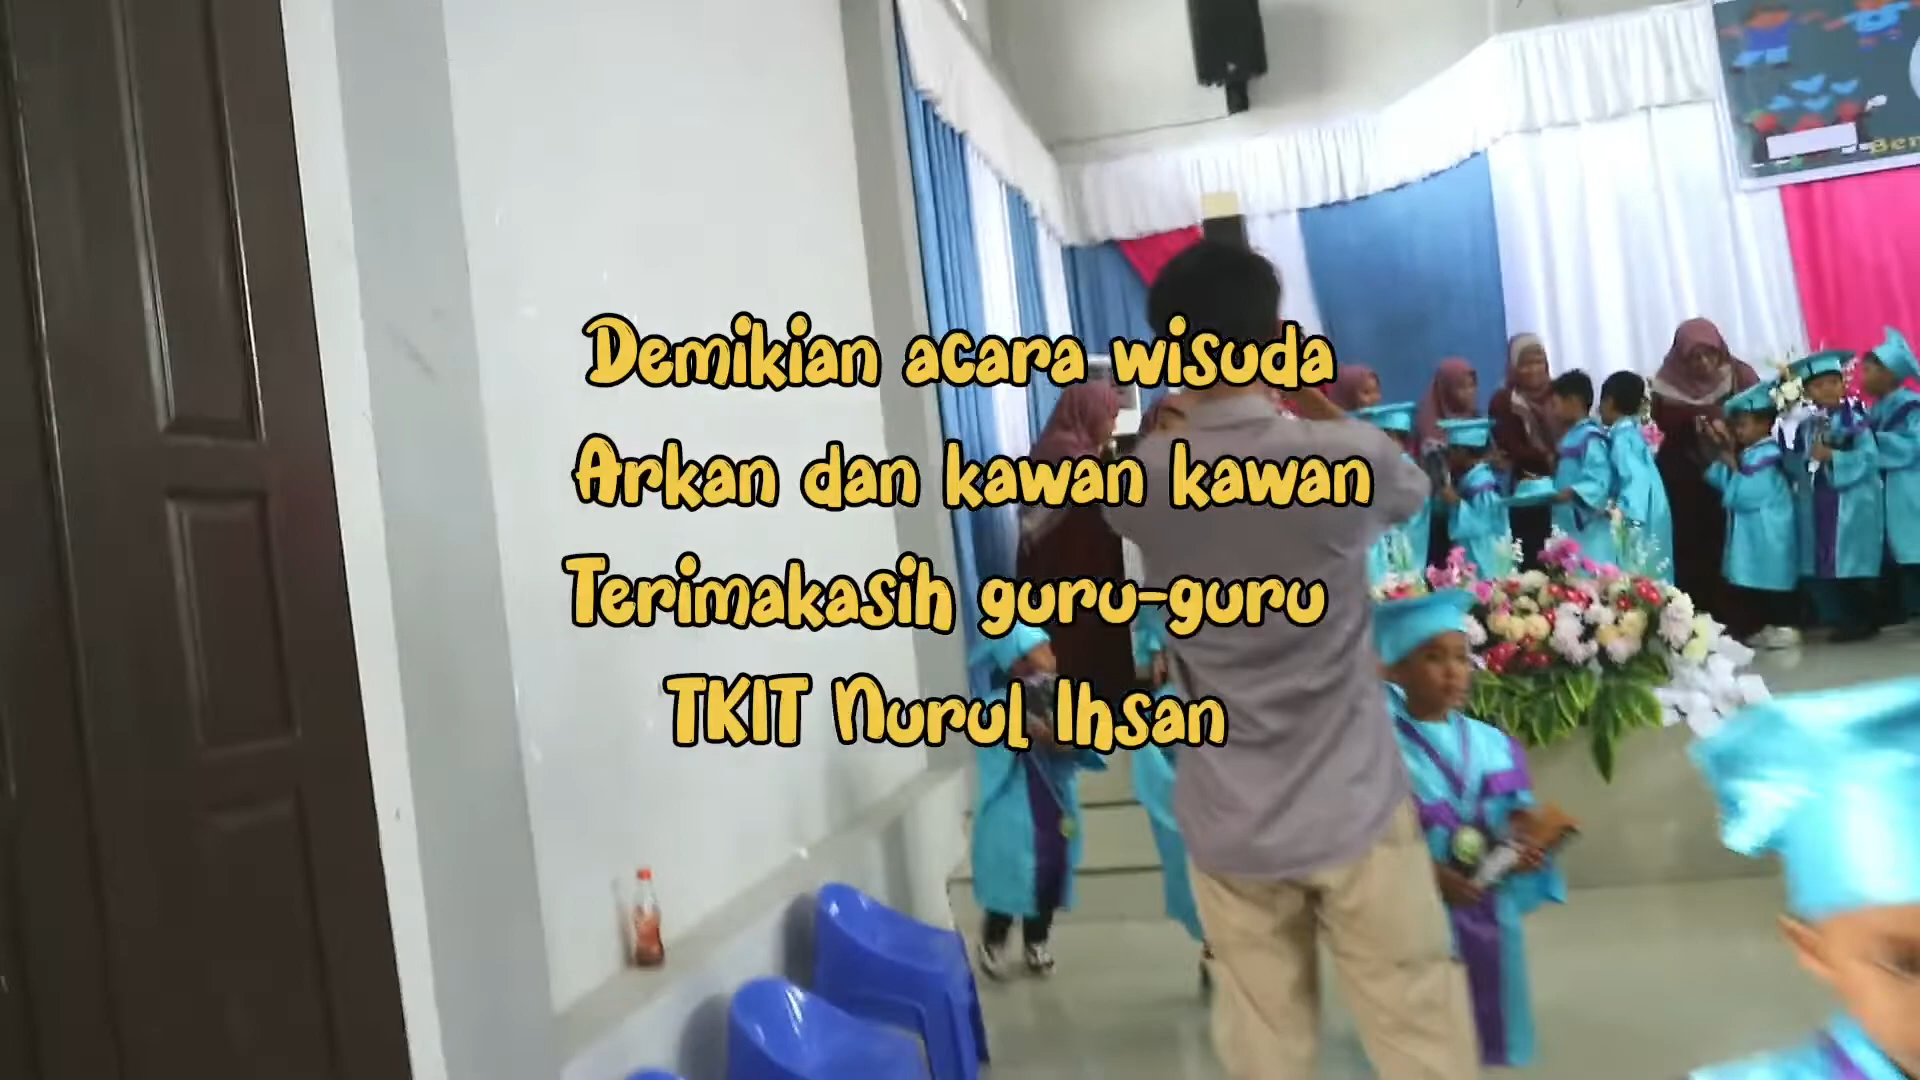 Demikian acara wisuda
Arkan dan kawan kawan
Terimakasih guru-guru
TKIT Nurul Ihsan